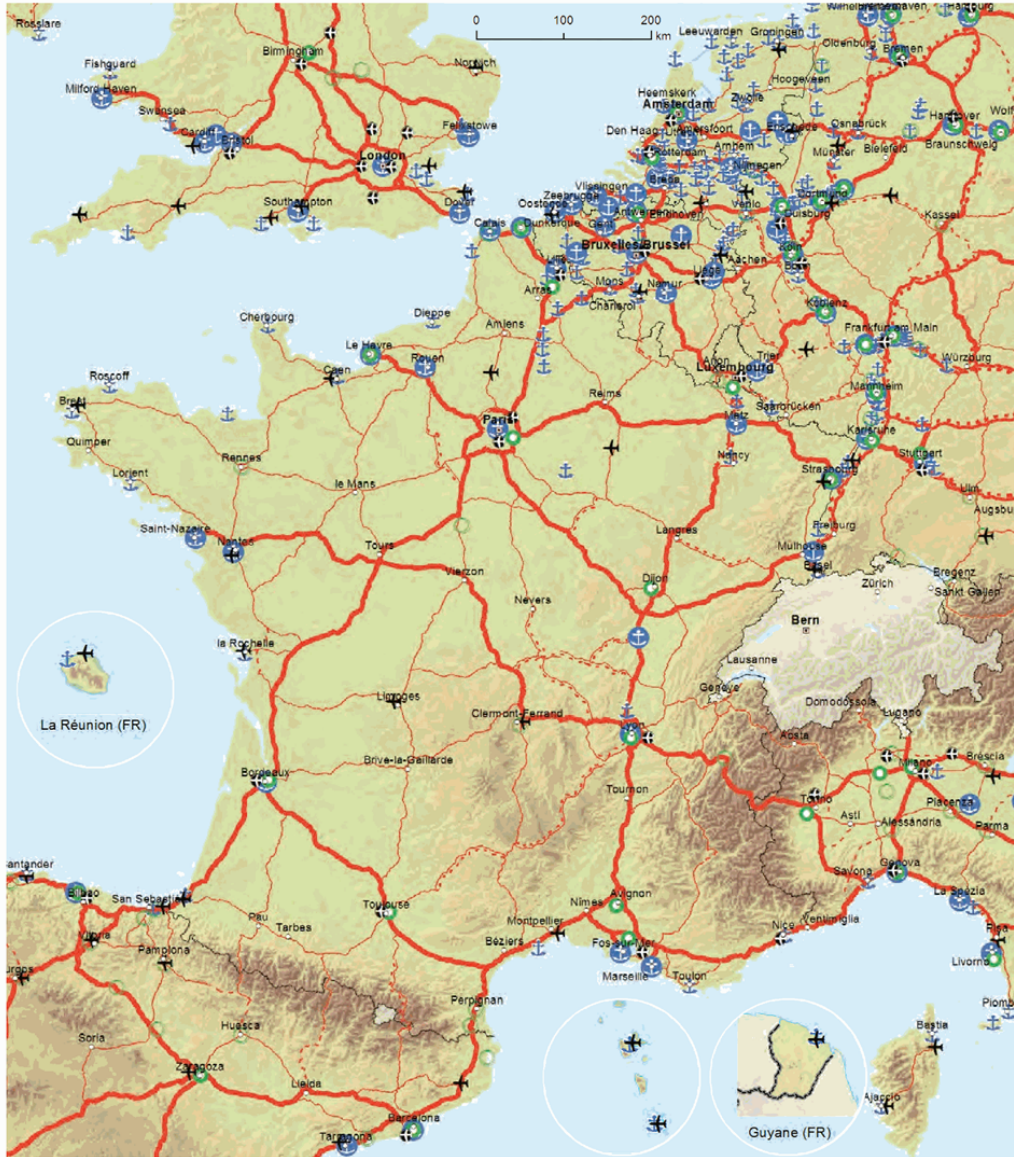 Rosslare
0 100 200
km
Birmingham
Norwich
Fishguard
Milford Haven
Swansea
Cardiff
Bristol
London
Felixstowe
Southampton
Dover
Leeuwarden
Groningen
Oldenburg
Hamburg
Bremen
Heemskerk
Hoogeveen
Amsterdam
Zwolle
Den Haag
Utrecht
Amersfoort
Enschede
Osnabrück
Hannover
Rotterdam
Arnhem
Nijmegen
Münster
Bielefeld
Braunschweig
Vlissingen
Breda
Zeebrugge
Oostende
Antwerpen
Eindhoven
Venlo
Dortmund
Duisburg
Kassel
Calais
Dunkerque
Gent
Bruxelles/Brussel
Köln
Bonn
Aachen
Lille
Liège
Arras
Mons
Namur
Charleroi
Koblenz
Cherbourg
Dieppe
Amiens
Frankfurt am Main
Le Havre
Rouen
Caen
Arlon
Trier
Luxembourg
Würzburg
Roscoff
Brest
Reims
Saarbrücken
Mannheim
Paris
Metz
Karlsruhe
Quimper
Rennes
Nancy
Stuttgart
Lorient
le Mans
Strasbourg
Ulm
Augsburg
Saint-Nazaire
Nantes
Tours
Langres
Freiburg
Mulhouse
Basel
Vierzon
Dijon
Zürich
Bregenz
Sankt Gallen
Nevers
Bern
la Rochelle
Lausanne
La Réunion (FR)
Limoges
Clermont-Ferrand
Genève
Domodossola
Lugano
Lyon
Aosta
Bordeaux
Brive-la-Gaillarde
Milano
Brescia
Tournon
Torino
Asti
Piacenza
Alessandria
Parma
Santander
Bilbao
San Sebastián
Savona
Genova
La Spezia
Toulouse
Avignon
Nîmes
Pau
Tarbes
Montpellier
Béziers
Nice
Ventimiglia
Vitoria
Pamplona
Burgos
Fos-sur-Mer
Marseille
Toulon
Pisa
Livorno
Perpignan
Piombino
Soria
Huesca
Bastia
Zaragoza
Lleida
Barcelona
Tarragona
Ajaccio
Guyane (FR)